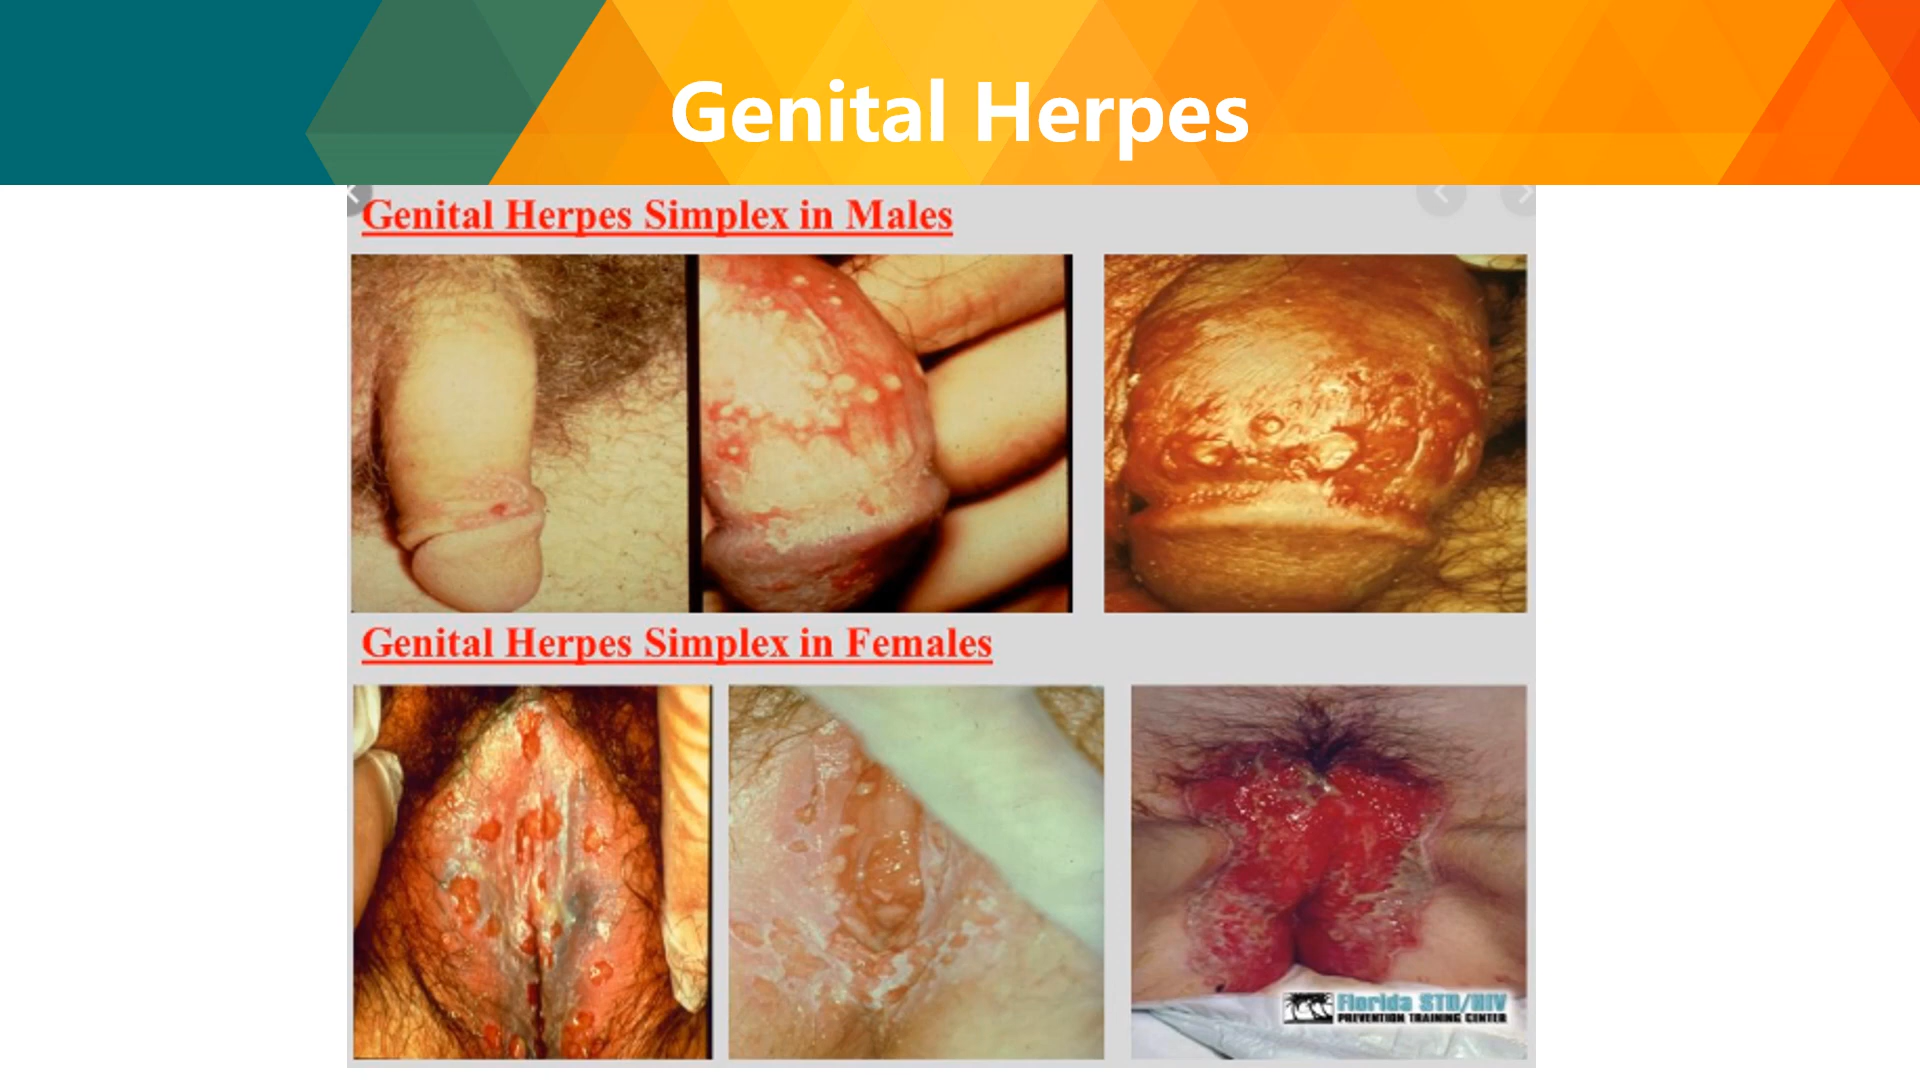 Genital Herpes
Genital Herpes Simplex in Males
Genital Herpes Simplex in Females
Florida STD/HIV
PREVENTION TRAINING CENTER